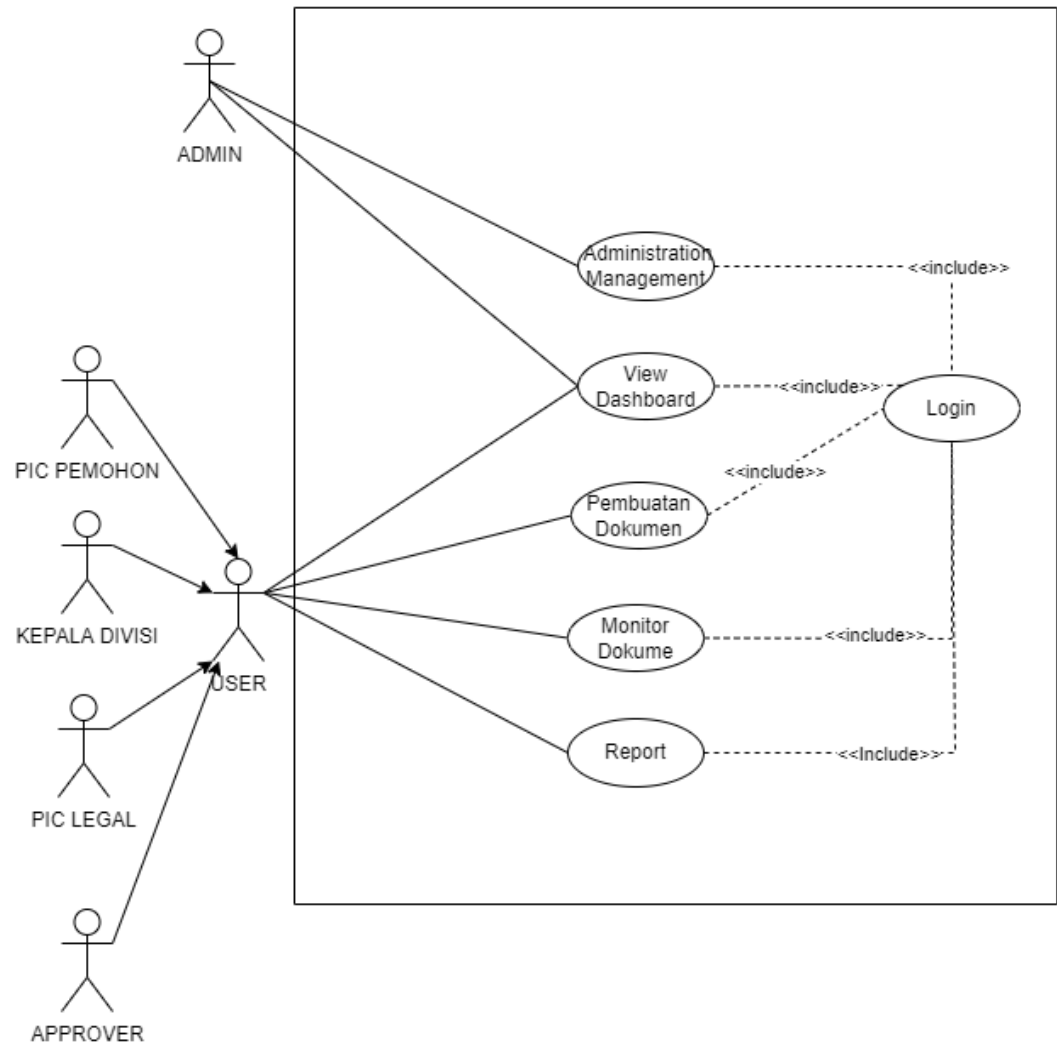 ADMIN
Administration
Management
<<include>>
View
Dashboard
<<include>>
Login
PIC PEMOHON
<<include>>
Pembuatan
Dokumen
KEPALA DIVISI
USER
Monitor
Dokume
<<include>>
PIC LEGAL
Report
<<Include>>
APPROVER